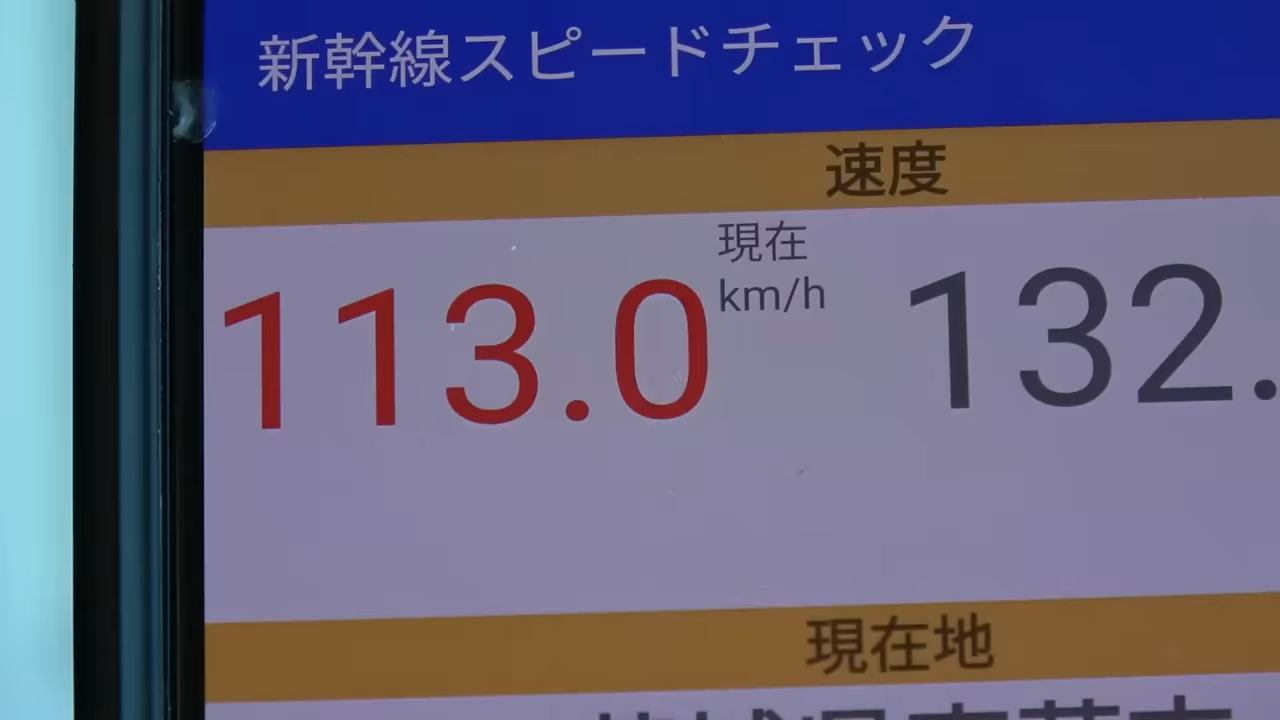 新幹線スピードチェック
速度
113.0 現在 km/h 132.
現在地